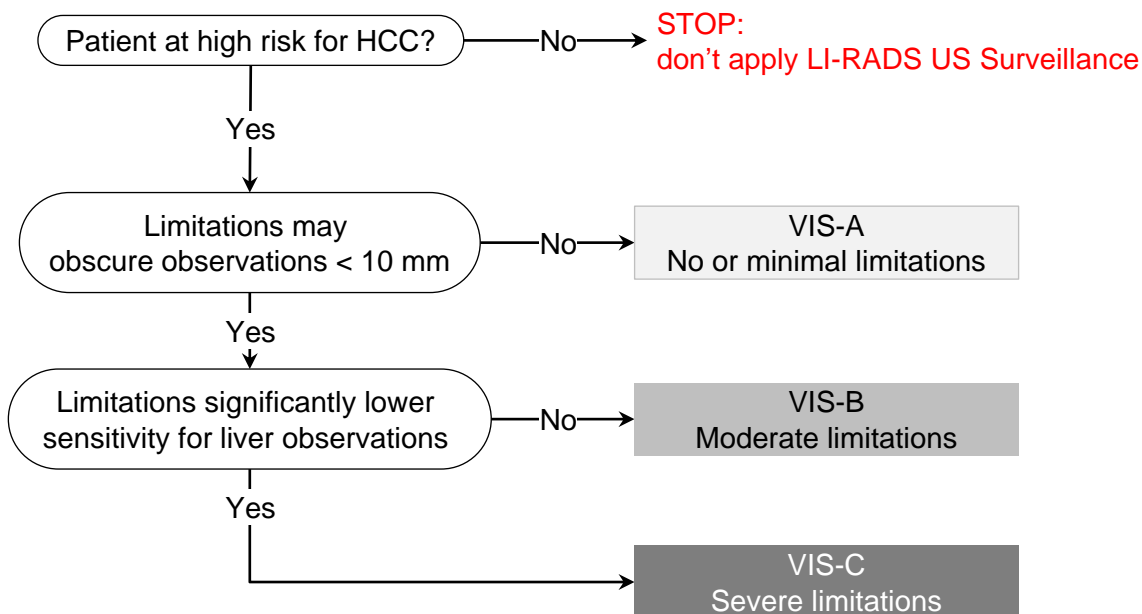 Patient at high risk for HCC?
No
STOP:
don’t apply LI-RADS US Surveillance
Yes
Limitations may
obscure observations < 10 mm
No
VIS-A
No or minimal limitations
Yes
Limitations significantly lower
sensitivity for liver observations
No
VIS-B
Moderate limitations
Yes
VIS-C
Severe limitations